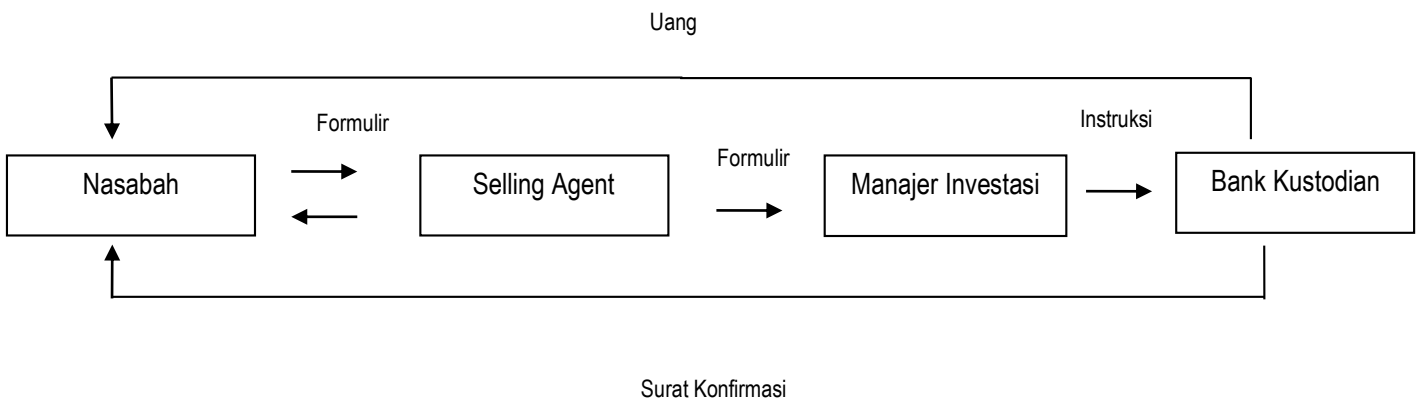 Uang
Formulir
Instruksi
Formulir
Nasabah
Selling Agent
Manajer Investasi
Bank Kustodian
Surat Konfirmasi